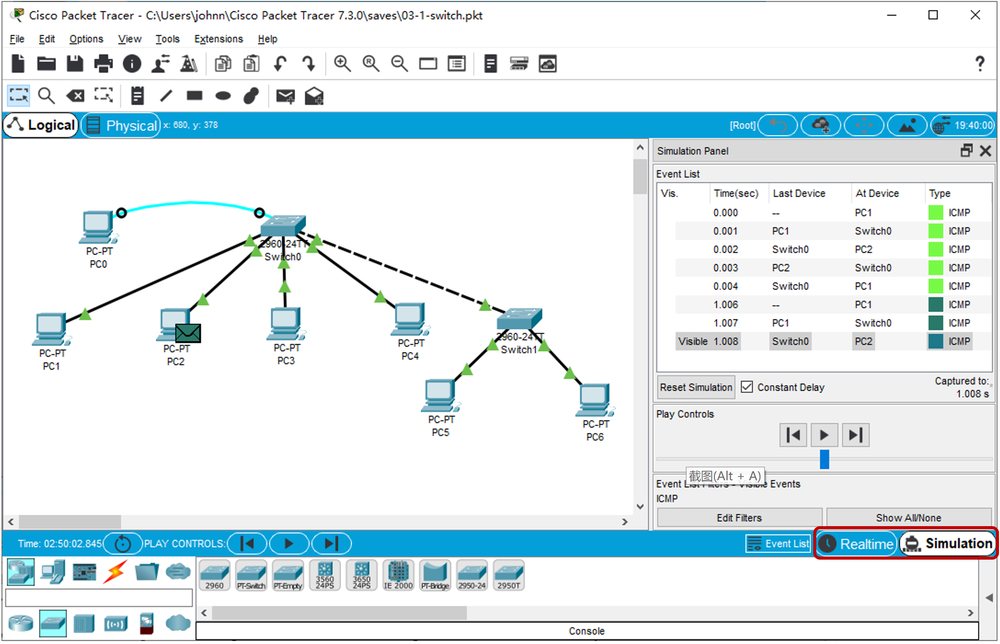 Cisco Packet Tracer - C:\Users\johnn\Cisco Packet Tracer 7.3.0\saves\03-1-switch.pkt
File Edit Options View Tools Extensions Help
Logical Physical x: 680, y: 378 [Root] 19:40:00
Simulation Panel
Event List
Vis. Time(sec) Last Device At Device Type
0.000 -- PC1 ICMP
0.001 PC1 Switch0 ICMP
0.002 Switch0 PC2 ICMP
0.003 PC2 Switch0 ICMP
0.004 Switch0 PC1 ICMP
1.006 -- PC1 ICMP
1.007 PC1 Switch0 ICMP
Visible 1.008 Switch0 PC2 ICMP
Reset Simulation Constant Delay Captured to:
1.008 s
Play Controls
截图(Alt + A)
Event List Filters - Visible Events
ICMP
Edit Filters Show All/None
PC-PT
PC0
2960-24TT
Switch0
PC-PT
PC1
PC-PT
PC2
PC-PT
PC3
PC-PT
PC4
2960-24TT
Switch1
PC-PT
PC5
PC-PT
PC6
Time: 02:50:02.845 PLAY CONTROLS: Event List Realtime Simulation
2960 PT-Switch PT-Empty 3560 24PS 3650 24PS IE 2000 PT-Bridge 2950-24 2950T
Console